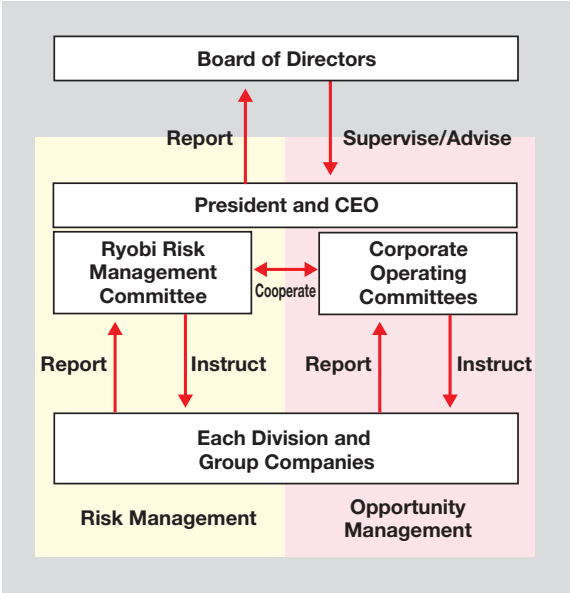 Board of Directors
Report
Supervise/Advise
President and CEO
Ryobi Risk
Management
Committee
Cooperate
Corporate
Operating
Committees
Report
Instruct
Report
Instruct
Each Division and
Group Companies
Risk Management
Opportunity
Management